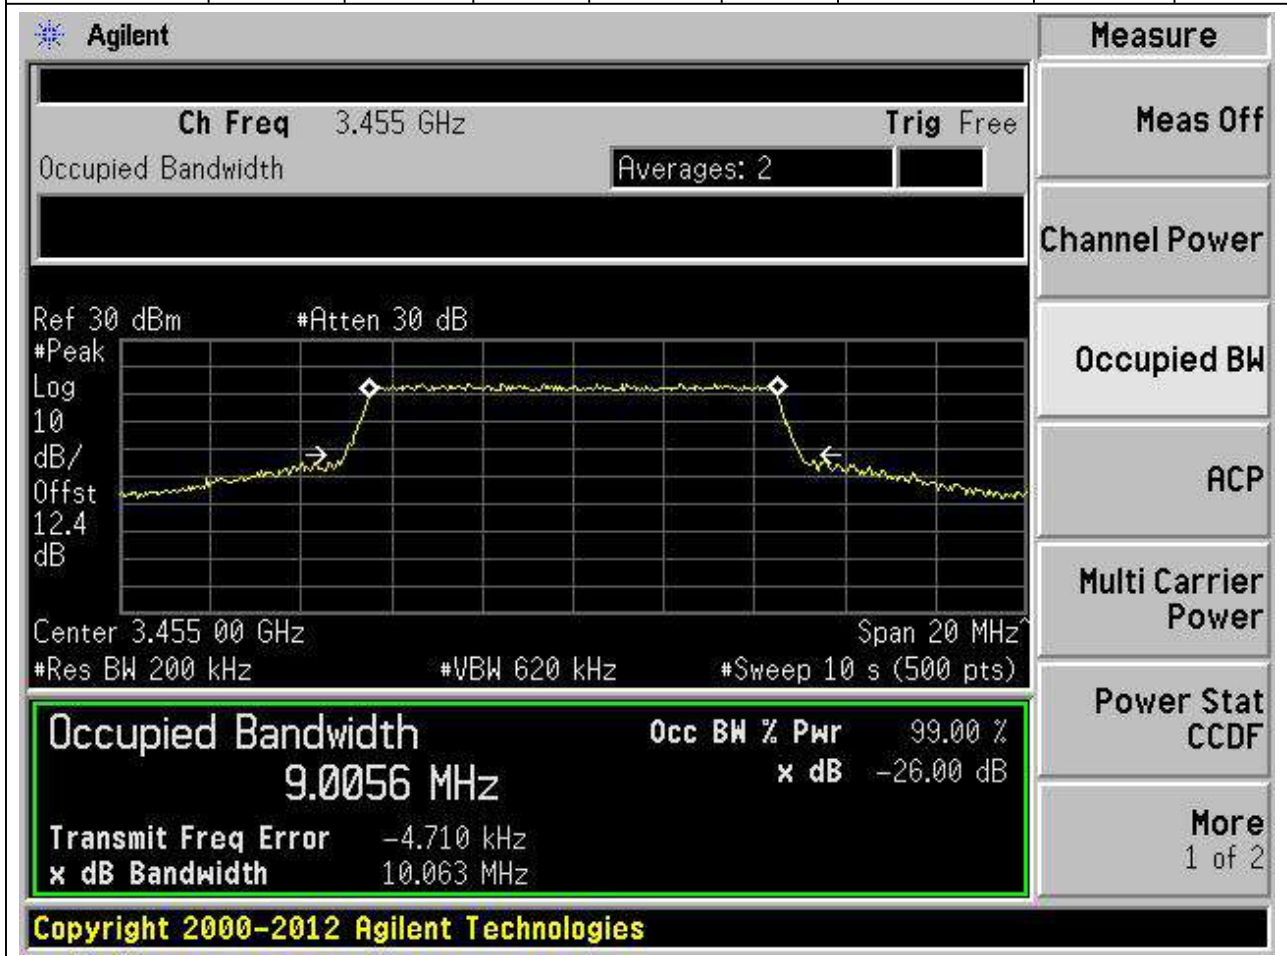 Agilent
Measure
Ch Freq 3.455 GHz Trig Free
Occupied Bandwidth Averages: 2
Ref 30 dBm #Atten 30 dB
#Peak
Log
10
dB/
Offst
12.4
dB
Center 3.455 00 GHz Span 20 MHz^
#Res BW 200 kHz #VBW 620 kHz #Sweep 10 s (500 pts)
Occupied Bandwidth Occ BW % Pwr 99.00 %
9.0056 MHz x dB -26.00 dB
Transmit Freq Error -4.710 kHz
x dB Bandwidth 10.063 MHz
Copyright 2000-2012 Agilent Technologies
Meas Off
Channel Power
Occupied BW
ACP
Multi Carrier
Power
Power Stat
CCDF
More
1 of 2